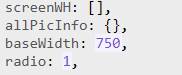 screenWH: [],
allPicInfo: {},
baseWidth: 750,
radio: 1,